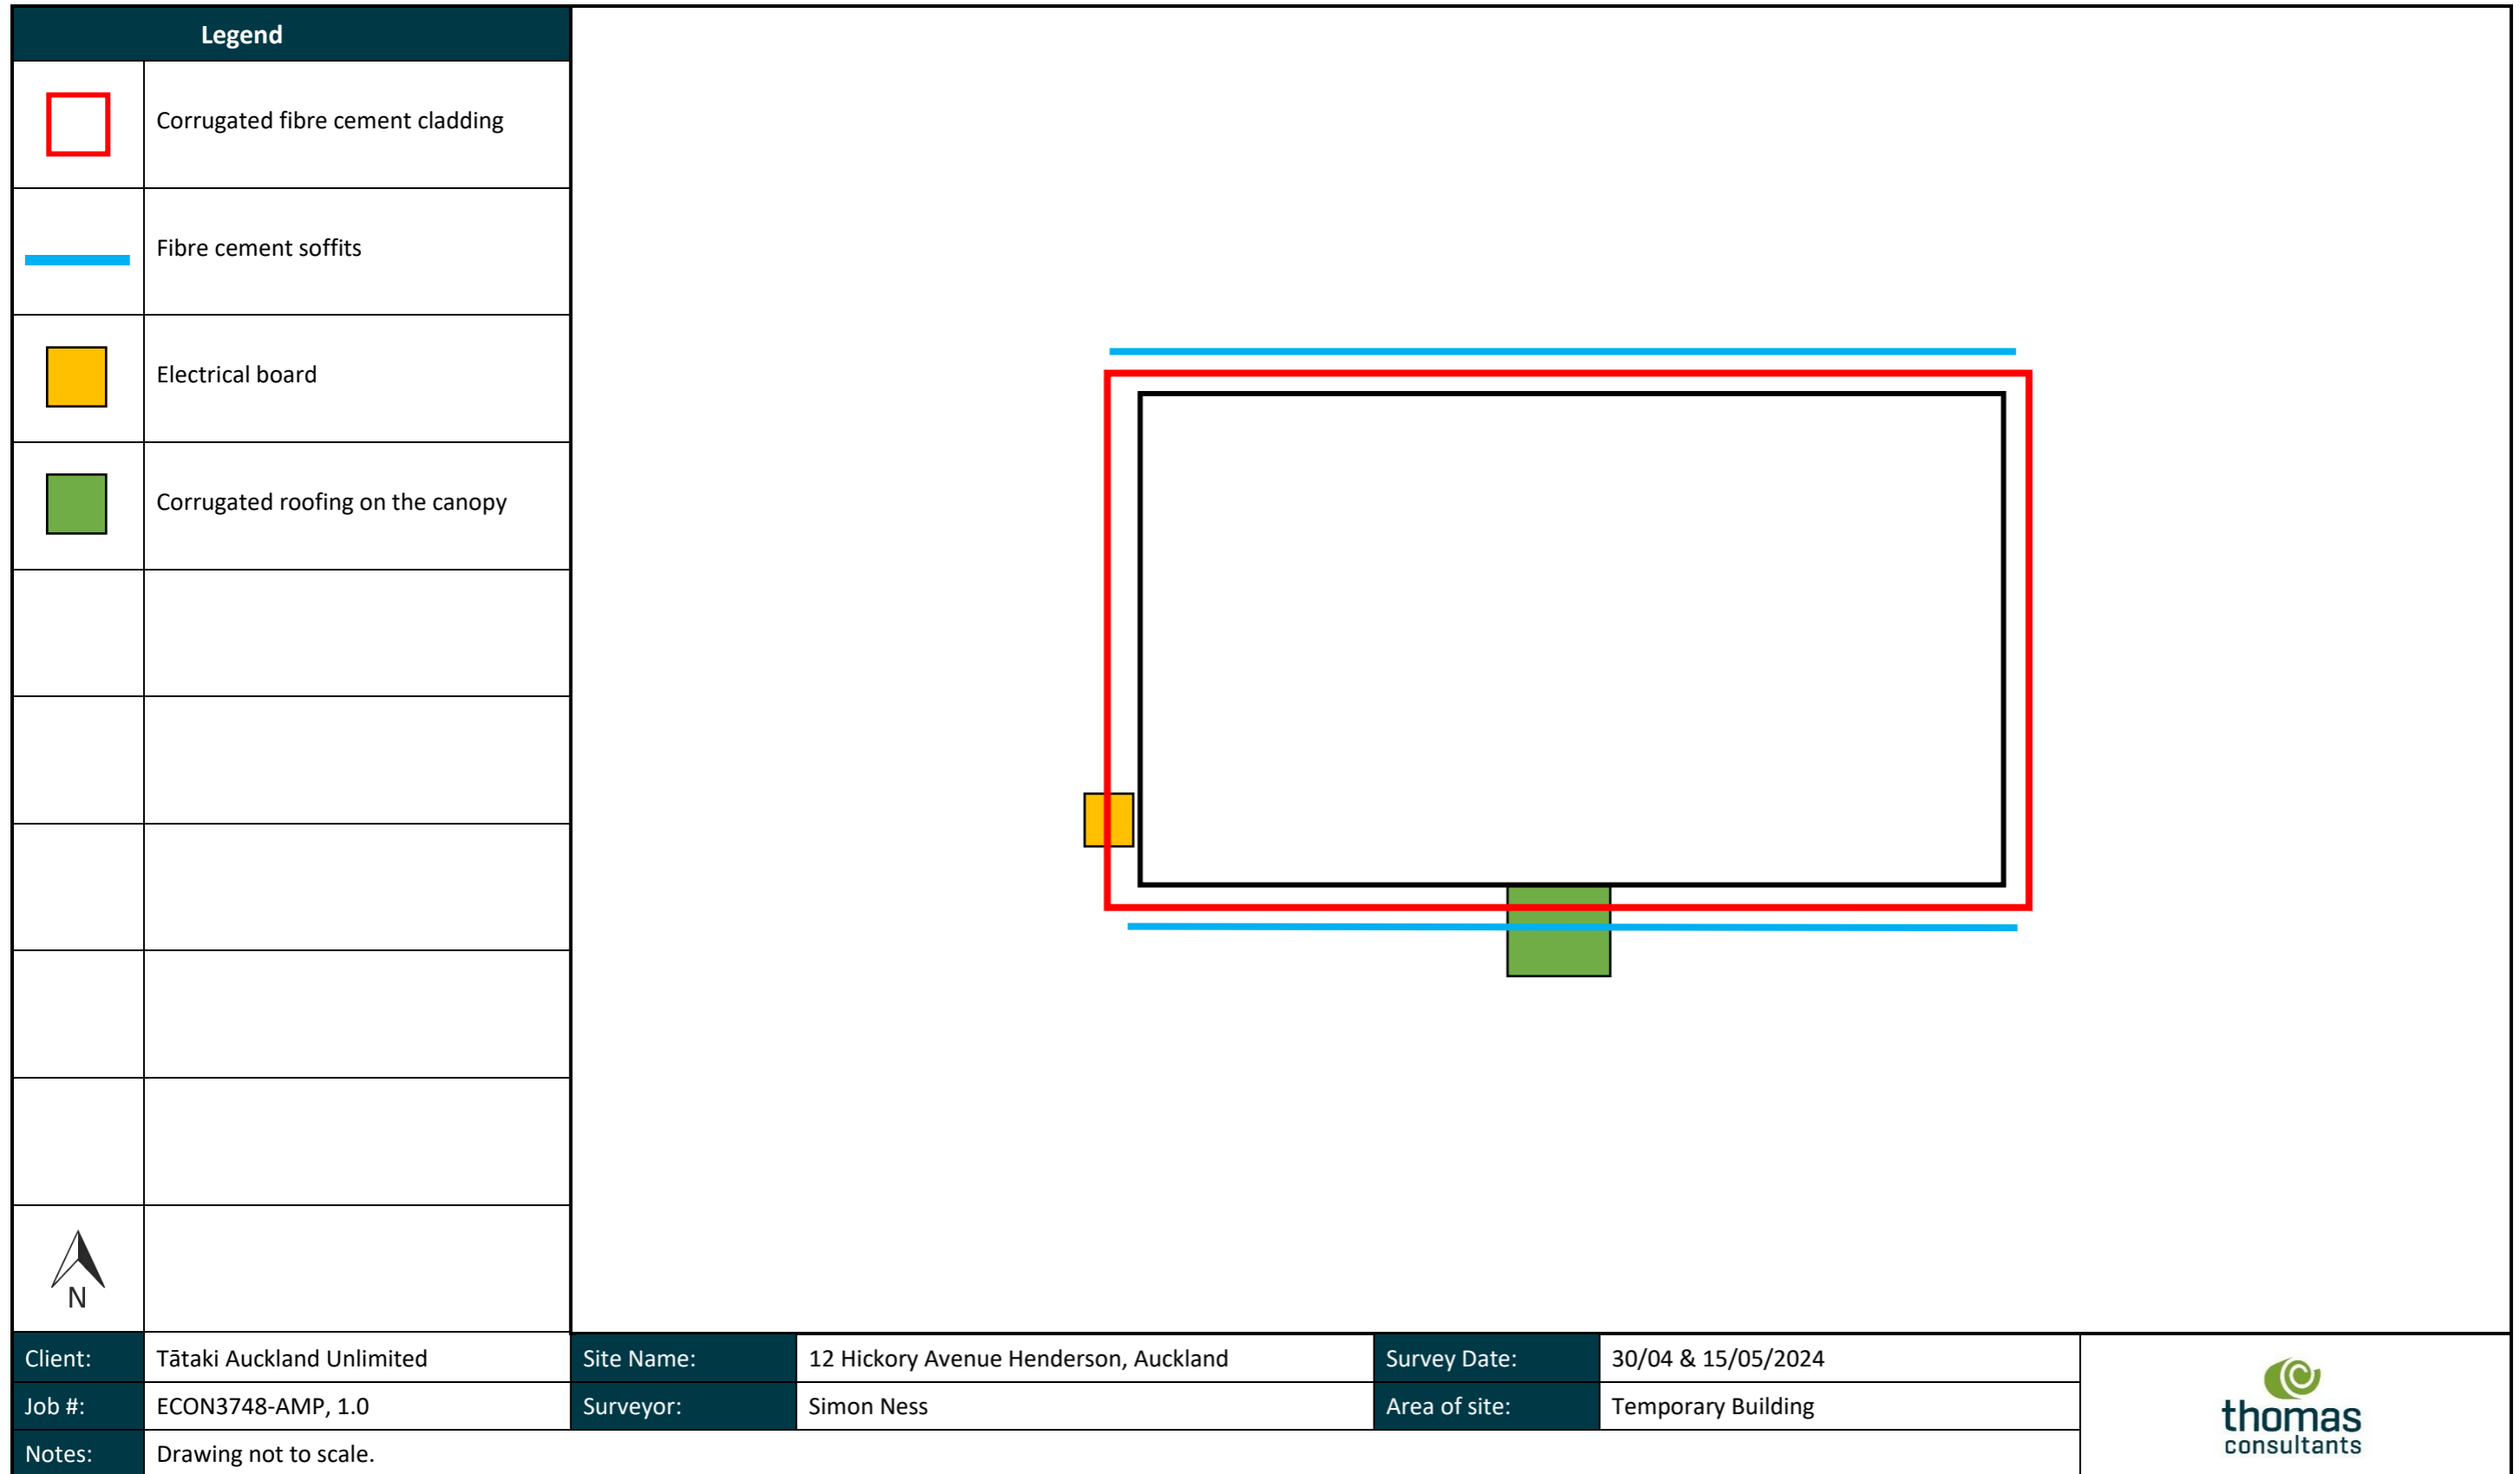 Legend
Corrugated fibre cement cladding
Fibre cement soffits
Electrical board
Corrugated roofing on the canopy
N
Client: Tātaki Auckland Unlimited Site Name: 12 Hickory Avenue Henderson, Auckland Survey Date: 30/04 & 15/05/2024
Job #: ECON3748-AMP, 1.0 Surveyor: Simon Ness Area of site: Temporary Building
Notes: Drawing not to scale.
thomas
consultants